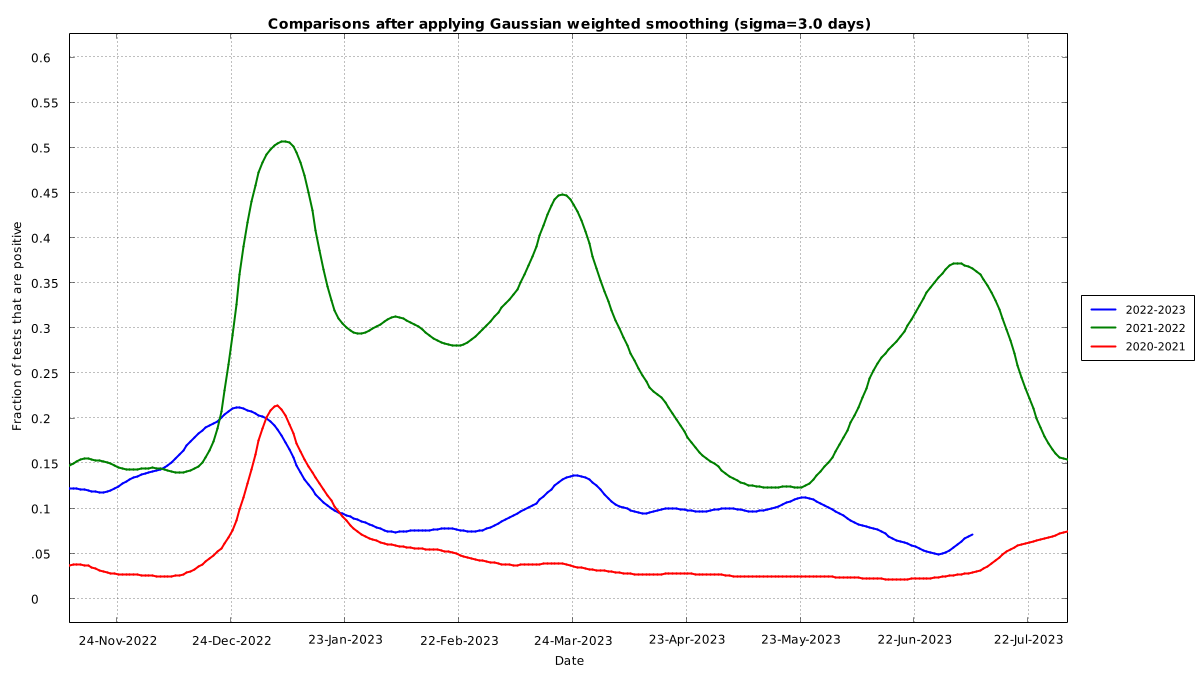 Comparisons after applying Gaussian weighted smoothing (sigma=3.0 days)
0.6
0.55
0.5
0.45
0.4
0.35
0.3
0.25
0.2
0.15
0.1
.05
0
Fraction of tests that are positive
24-Nov-2022
24-Dec-2022
23-Jan-2023
22-Feb-2023
24-Mar-2023
23-Apr-2023
23-May-2023
22-Jun-2023
22-Jul-2023
Date
2022-2023
2021-2022
2020-2021